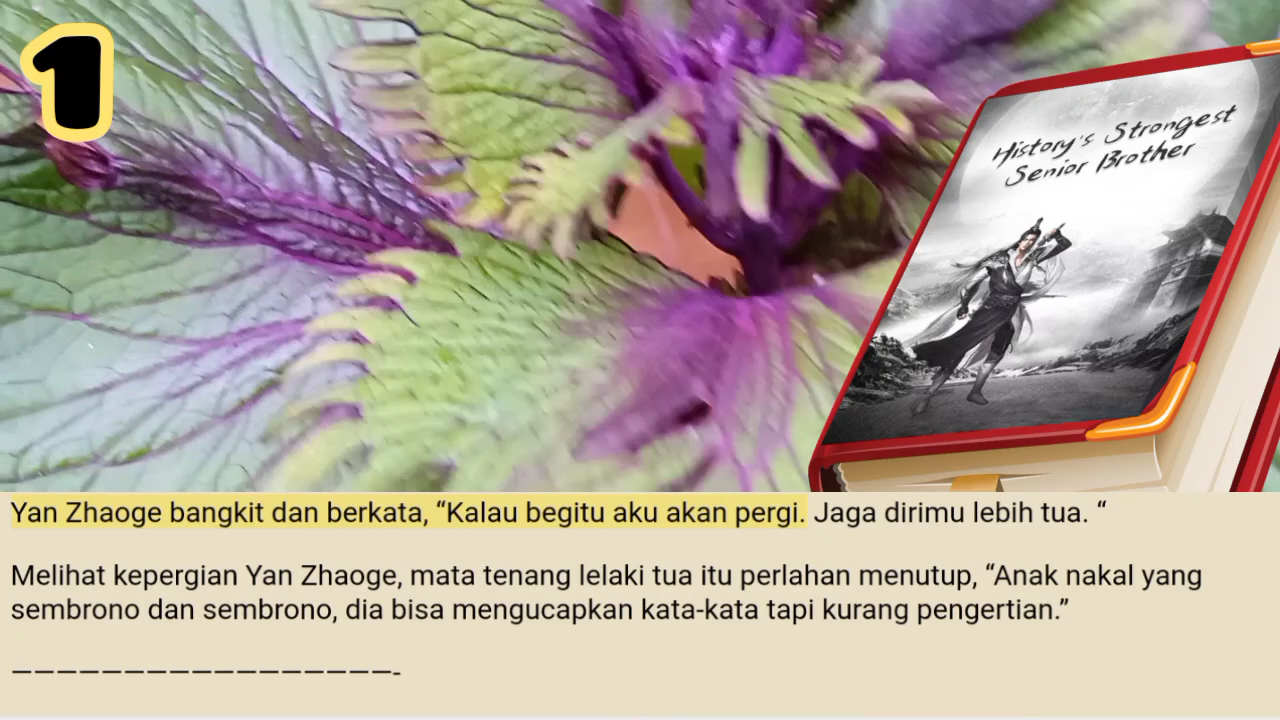 1
History's Strongest
Senior Brother
Yan Zhaoge bangkit dan berkata, “Kalau begitu aku akan pergi. Jaga dirimu lebih tua. “
Melihat kepergian Yan Zhaoge, mata tenang lelaki tua itu perlahan menutup, “Anak nakal yang
sembrono dan sembrono, dia bisa mengucapkan kata-kata tapi kurang pengertian.”
—————————————————-